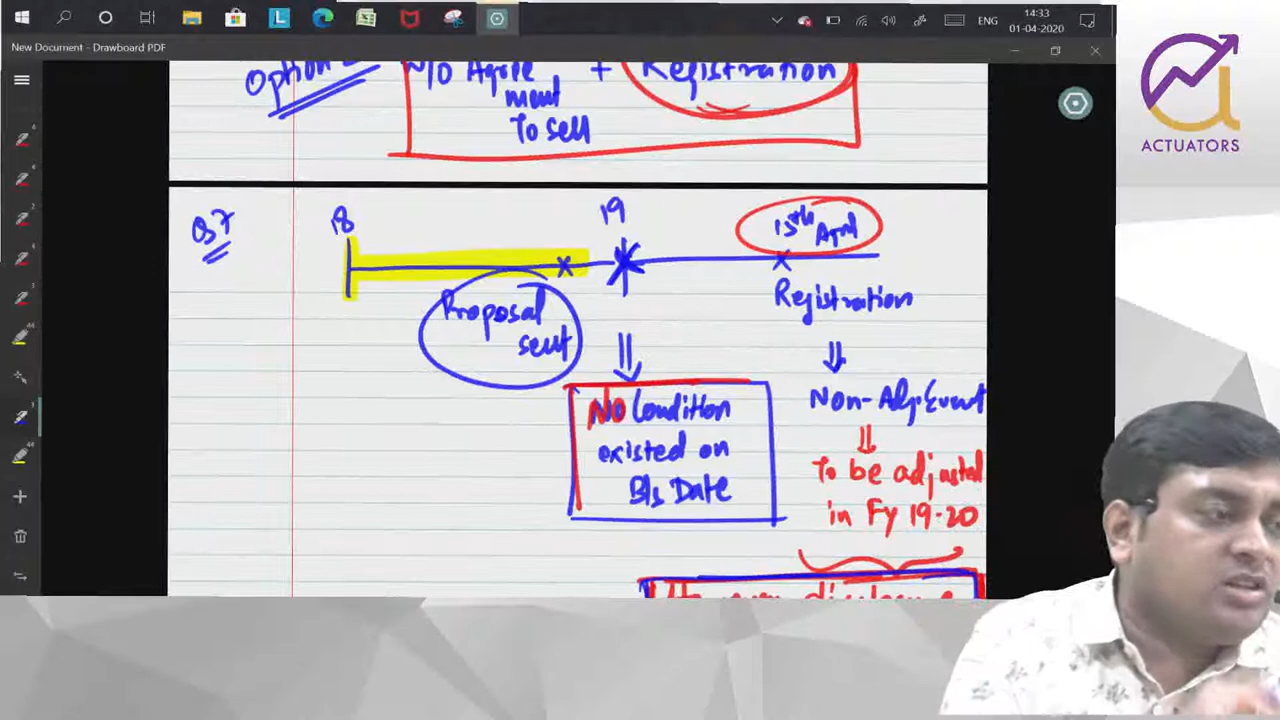 14:33
ENG
01-04-2020
New Document - Drawboard PDF
ACTUATORS
Option
W/O Agree + Registration
ment
To sell
Q7
18
19
15th April
Proposal
sent
Registration
No Condition
existed on
B/s Date
Non-Adj. Event
To be adjusted
in Fy 19-20